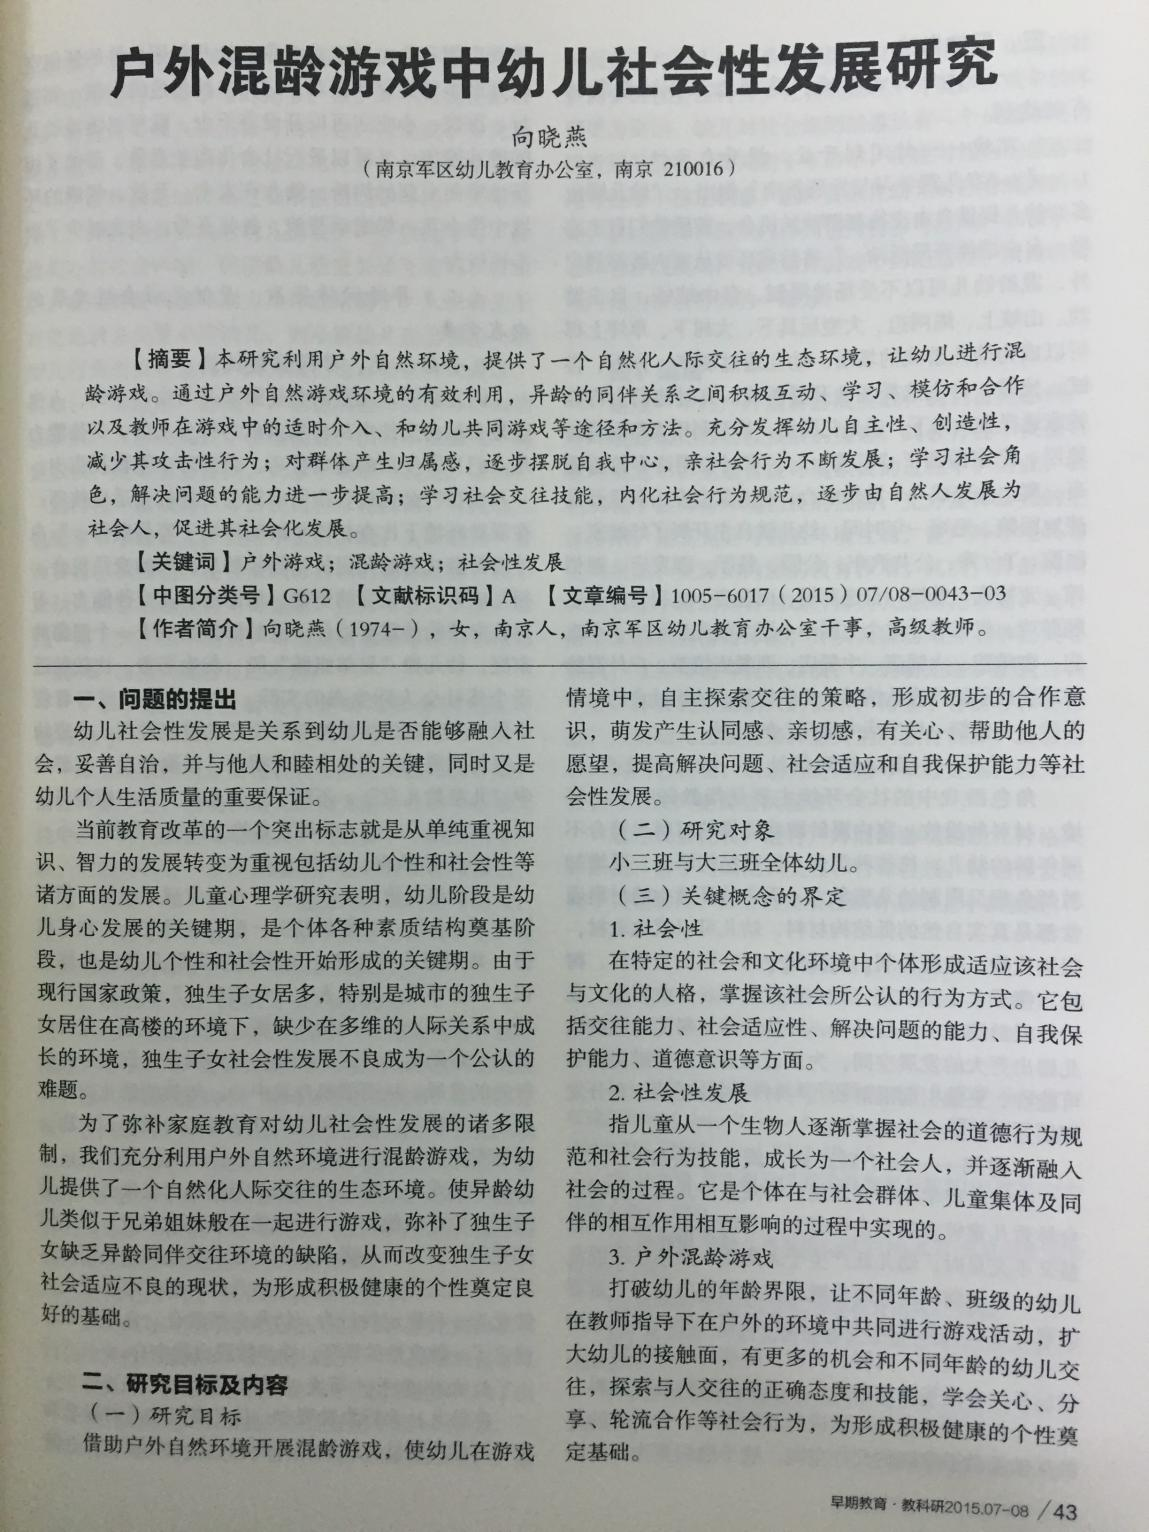 户外混龄游戏中幼儿社会性发展研究
向晓燕
（南京军区幼儿教育办公室，南京 210016）
【摘要】本研究利用户外自然环境，提供了一个自然化人际交往的生态环境，让幼儿进行混
龄游戏。通过户外自然游戏环境的有效利用，异龄的同伴关系之间积极互动、学习、模仿和合作
以及教师在游戏中的适时介入、和幼儿共同游戏等途径和方法。充分发挥幼儿自主性、创造性，
减少其攻击性行为；对群体产生归属感，逐步摆脱自我中心，亲社会行为不断发展；学习社会角
色，解决问题的能力进一步提高；学习社会交往技能，内化社会行为规范，逐步由自然人发展为
社会人，促进其社会化发展。
【关键词】户外游戏；混龄游戏；社会性发展
【中图分类号】G612 【文献标识码】A 【文章编号】1005-6017（2015）07/08-0043-03
【作者简介】向晓燕（1974-），女，南京人，南京军区幼儿教育办公室干事，高级教师。
一、问题的提出
幼儿社会性发展是关系到幼儿是否能够融入社
会，妥善自治，并与他人和睦相处的关键，同时又是
幼儿个人生活质量的重要保证。
当前教育改革的一个突出标志就是从单纯重视知
识、智力的发展转变为重视包括幼儿个性和社会性等
诸方面的发展。儿童心理学研究表明，幼儿阶段是幼
儿身心发展的关键期，是个体各种素质结构奠基阶
段，也是幼儿个性和社会性开始形成的关键期。由于
现行国家政策，独生子女居多，特别是城市的独生子
女居住在高楼的环境下，缺少在多维的人际关系中成
长的环境，独生子女社会性发展不良成为一个公认的
难题。
为了弥补家庭教育对幼儿社会性发展的诸多限
制，我们充分利用户外自然环境进行混龄游戏，为幼
儿提供了一个自然化人际交往的生态环境。使异龄幼
儿类似于兄弟姐妹般在一起进行游戏，弥补了独生子
女缺乏异龄同伴交往环境的缺陷，从而改变独生子女
社会适应不良的现状，为形成积极健康的个性奠定良
好的基础。
二、研究目标及内容
（一）研究目标
借助户外自然环境开展混龄游戏，使幼儿在游戏
情境中，自主探索交往的策略，形成初步的合作意
识，萌发产生认同感、亲切感，有关心、帮助他人的
愿望，提高解决问题、社会适应和自我保护能力等社
会性发展。
（二）研究对象
小三班与大三班全体幼儿。
（三）关键概念的界定
1. 社会性
在特定的社会和文化环境中个体形成适应该社会
与文化的人格，掌握该社会所公认的行为方式。它包
括交往能力、社会适应性、解决问题的能力、自我保
护能力、道德意识等方面。
2. 社会性发展
指儿童从一个生物人逐渐掌握社会的道德行为规
范和社会行为技能，成长为一个社会人，并逐渐融入
社会的过程。它是个体在与社会群体、儿童集体及同
伴的相互作用相互影响的过程中实现的。
3. 户外混龄游戏
打破幼儿的年龄界限，让不同年龄、班级的幼儿
在教师指导下在户外的环境中共同进行游戏活动，扩
大幼儿的接触面，有更多的机会和不同年龄的幼儿交
往，探索与人交往的正确态度和技能，学会关心、分
享、轮流合作等社会行为，为形成积极健康的个性奠
定基础。
早期教育·教科研2015.07-08 / 43